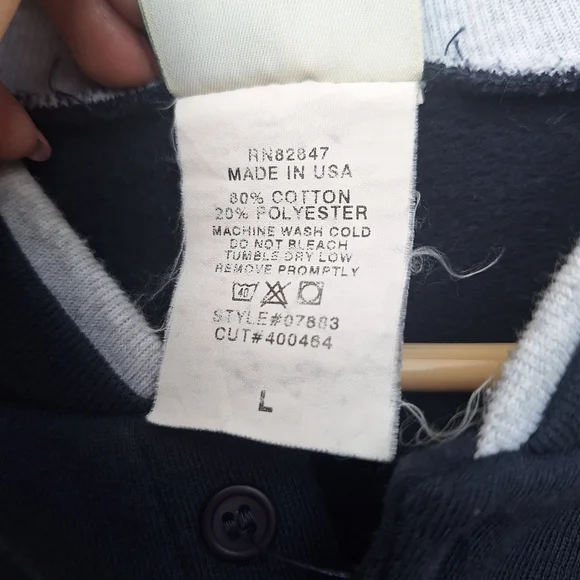 RN82847
MADE IN USA
80% COTTON
20% POLYESTER
MACHINE WASH COLD
DO NOT BLEACH
TUMBLE DRY LOW
REMOVE PROMPTLY
40
STYLE#07883
CUT#400464
L